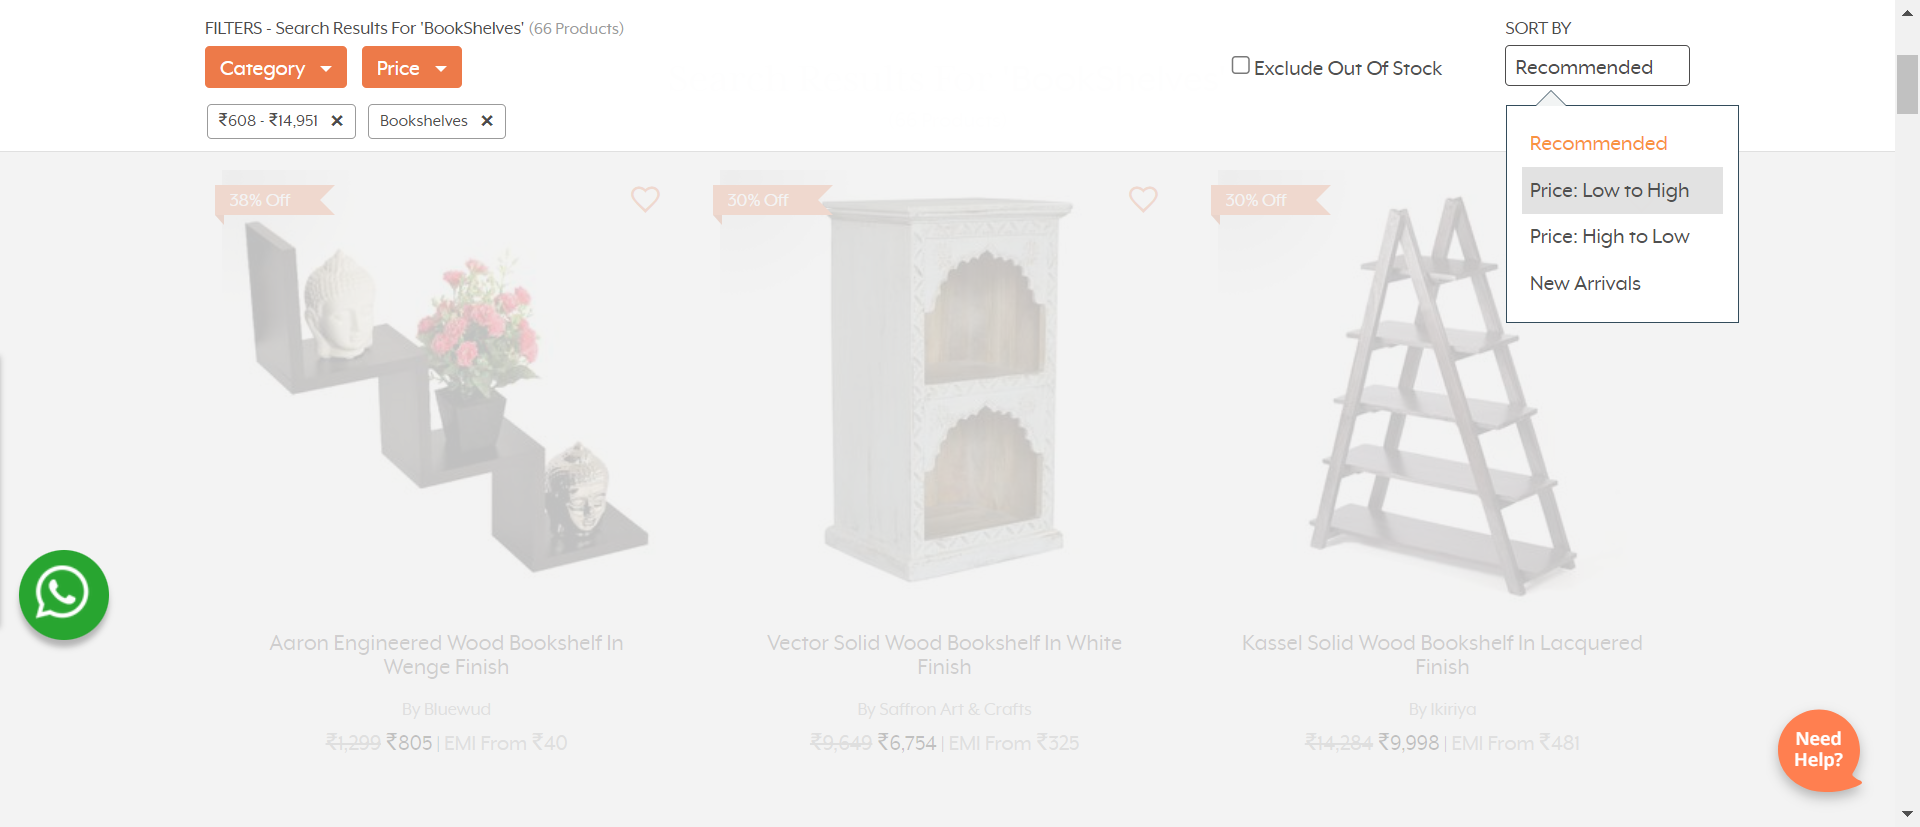 FILTERS - Search Results For 'BookShelves' (66 Products)
SORT BY
Category
Price
Exclude Out Of Stock
Recommended
₹608 - ₹14,951 ×
Bookshelves ×
Recommended
Price: Low to High
Price: High to Low
New Arrivals
38% Off
30% Off
30% Off
Aaron Engineered Wood Bookshelf In
Wenge Finish
By Bluewud
₹1,299 ₹805 | EMI From ₹40
Vector Solid Wood Bookshelf In White
Finish
By Saffron Art & Crafts
₹9,649 ₹6,754 | EMI From ₹325
Kassel Solid Wood Bookshelf In Lacquered
Finish
By Ikiriya
₹14,284 ₹9,998 | EMI From ₹481
Need
Help?